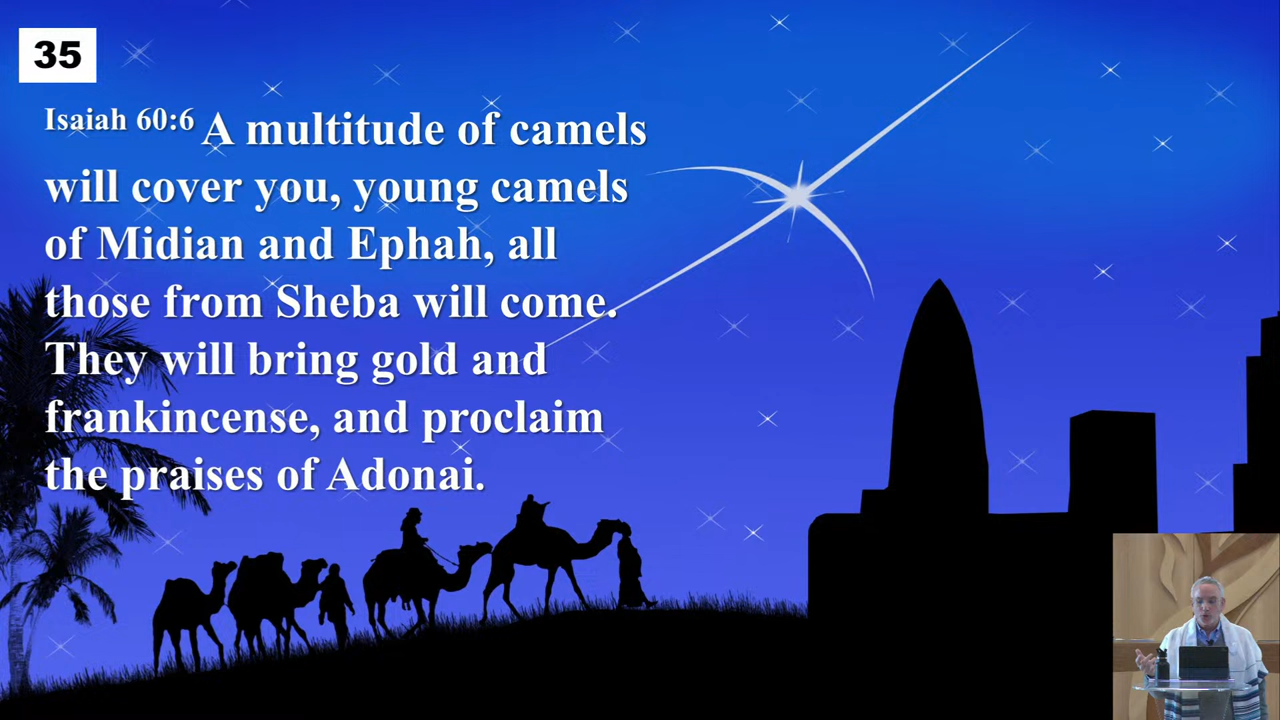 35
Isaiah 60:6 A multitude of camels
will cover you, young camels
of Midian and Ephah, all
those from Sheba will come.
They will bring gold and
frankincense, and proclaim
the praises of Adonai.